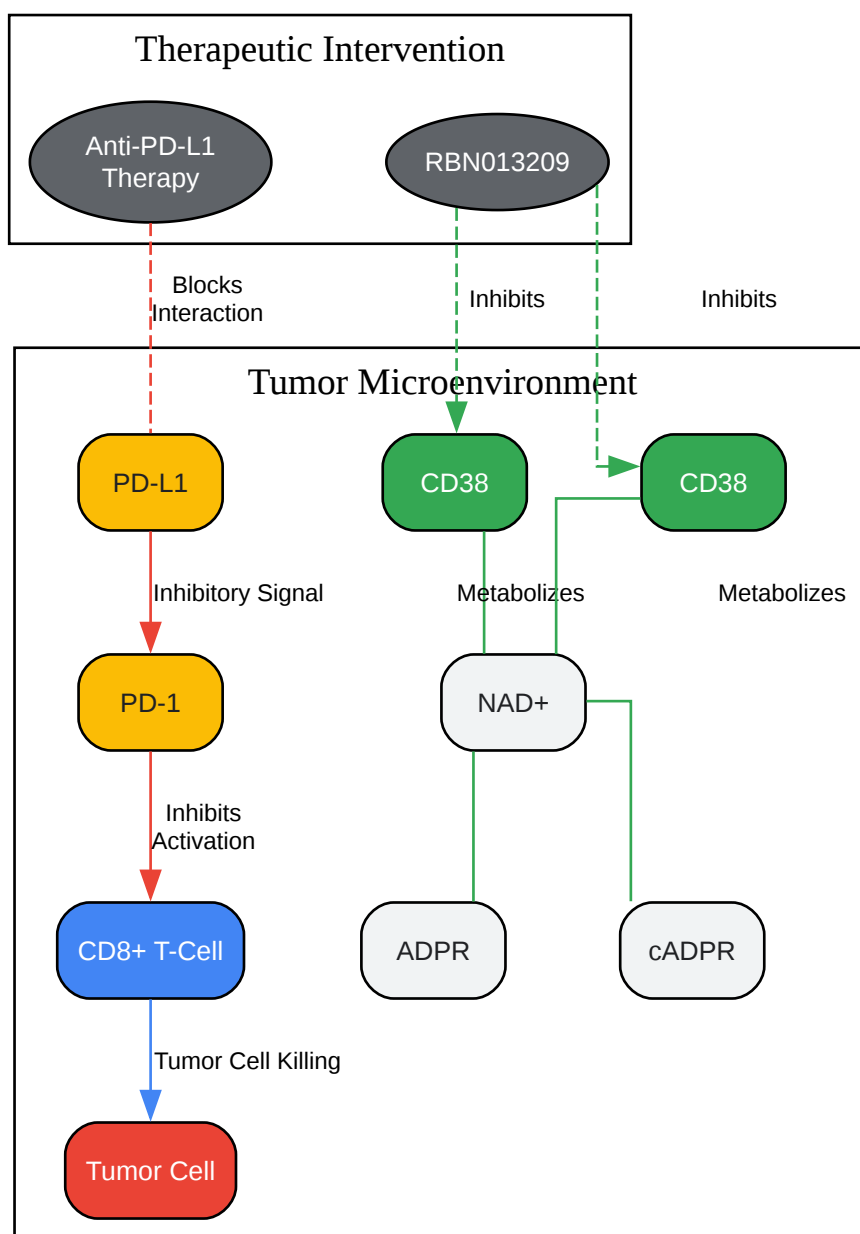 Therapeutic Intervention
Anti-PD-L1
Therapy
RBN013209
Blocks
Interaction
Inhibits
Inhibits
Tumor Microenvironment
PD-L1
CD38
CD38
Inhibitory Signal
Metabolizes
Metabolizes
PD-1
NAD+
Inhibits
Activation
CD8+ T-Cell
ADPR
cADPR
Tumor Cell Killing
Tumor Cell